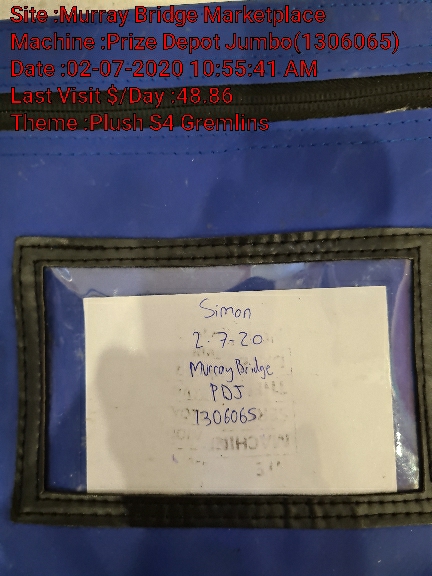 Site :Murray Bridge Marketplace
Machine :Prize Depot Jumbo(1306065)
Date :02-07-2020 10:55:41 AM
Last Visit $/Day :48.86
Theme :Plush S4 Gremlins
Simon
2-7-20
Murray Bridge
PDJ
1306065